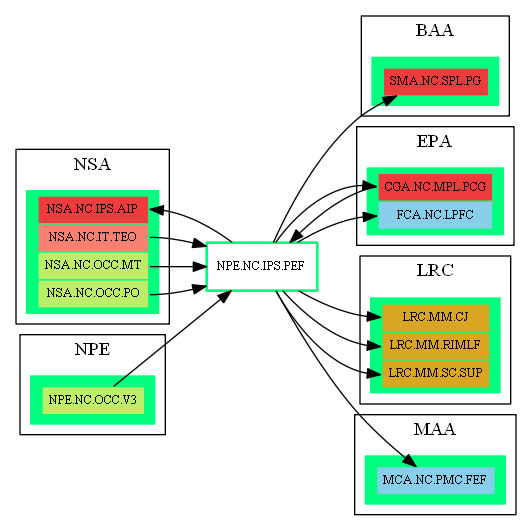 BAA
SMA.NC.SPL.PG
EPA
CGA.NC.MPL.PCG
FCA.NC.LPFC
NSA
NSA.NC.IPS.AIP
NSA.NC.IT.TEO
NSA.NC.OCC.MT
NSA.NC.OCC.PO
NPE.NC.IPS.PEF
LRC
LRC.MM.CJ
LRC.MM.RIMLF
LRC.MM.SC.SUP
NPE
NPE.NC.OCC.V3
MAA
MCA.NC.PMC.FEF